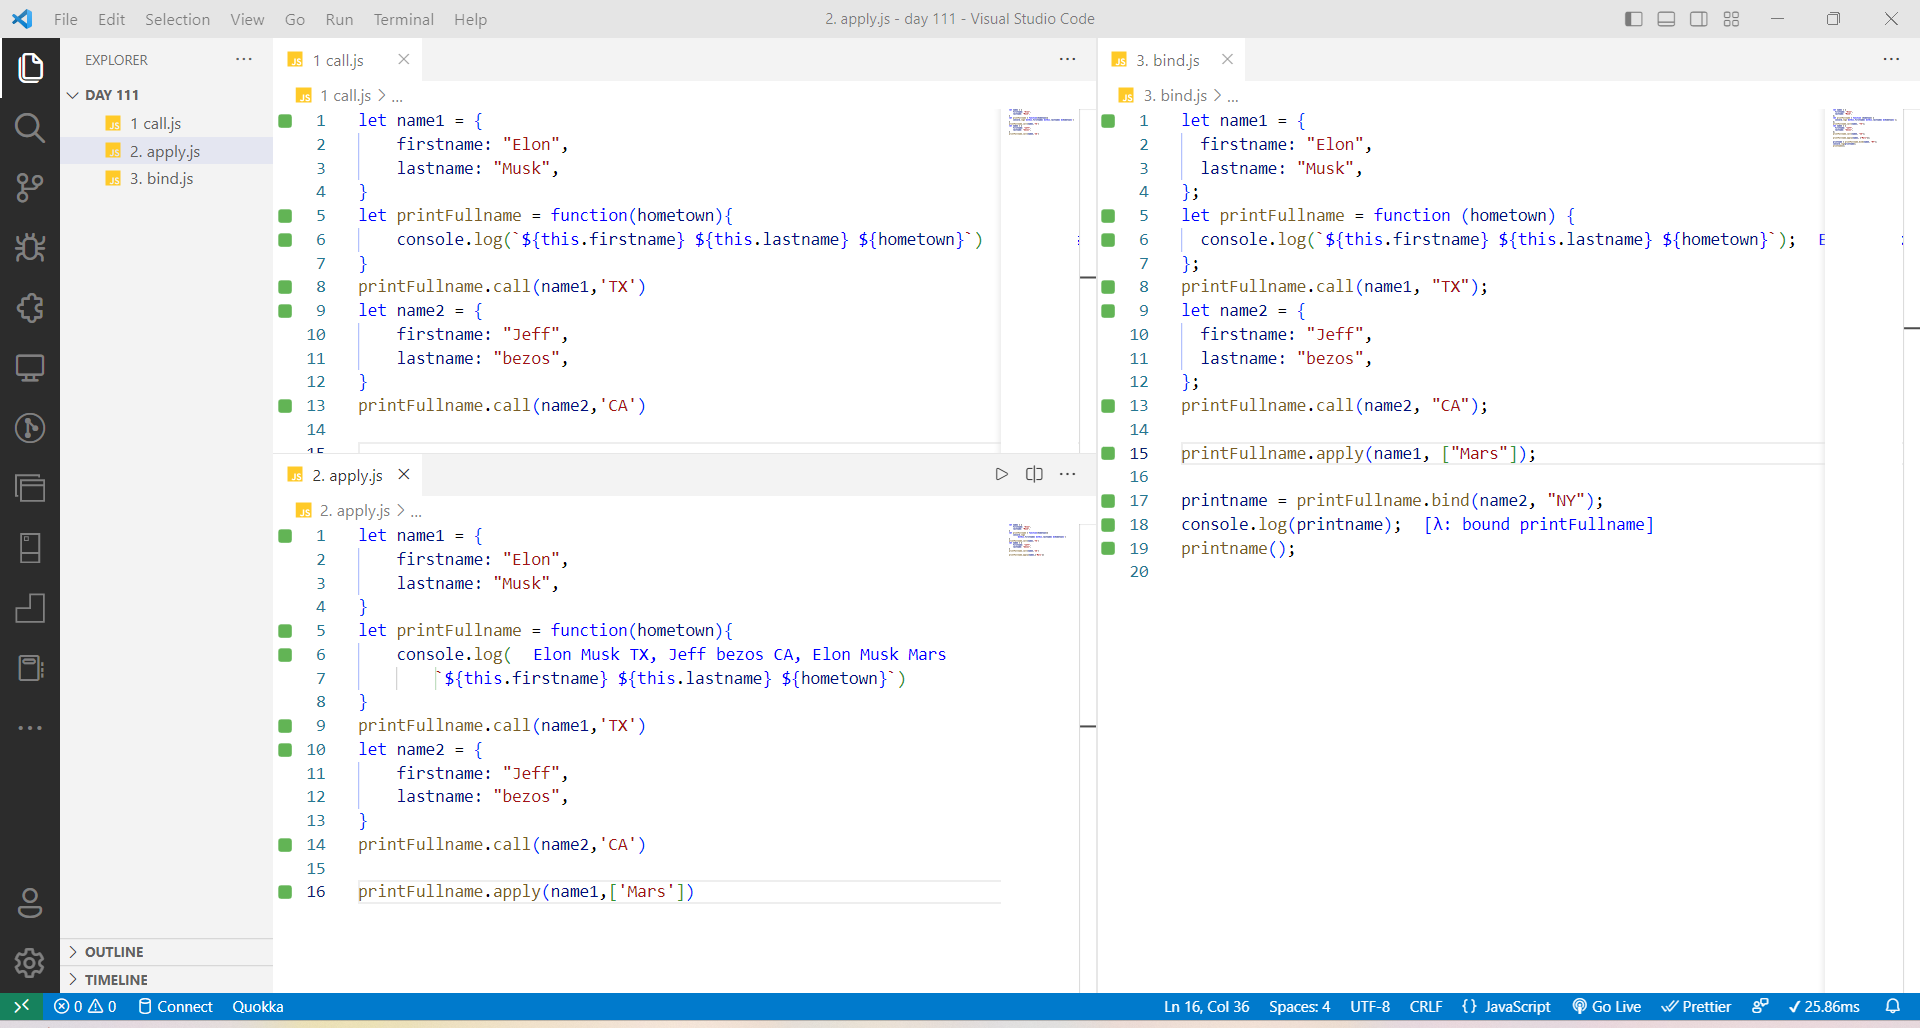 File Edit Selection View Go Run Terminal Help
2. apply.js - day 111 - Visual Studio Code
EXPLORER
DAY 111
JS 1 call.js
JS 2. apply.js
JS 3. bind.js
OUTLINE
TIMELINE
JS 1 call.js
JS 1 call.js > ...
1 let name1 = {
2 firstname: "Elon",
3 lastname: "Musk",
4 }
5 let printFullname = function(hometown){
6 console.log(`${this.firstname} ${this.lastname} ${hometown}`)
7 }
8 printFullname.call(name1,'TX')
9 let name2 = {
10 firstname: "Jeff",
11 lastname: "bezos",
12 }
13 printFullname.call(name2,'CA')
14
15
JS 2. apply.js
JS 2. apply.js > ...
1 let name1 = {
2 firstname: "Elon",
3 lastname: "Musk",
4 }
5 let printFullname = function(hometown){
6 console.log( Elon Musk TX, Jeff bezos CA, Elon Musk Mars
7 `${this.firstname} ${this.lastname} ${hometown}`)
8 }
9 printFullname.call(name1,'TX')
10 let name2 = {
11 firstname: "Jeff",
12 lastname: "bezos",
13 }
14 printFullname.call(name2,'CA')
15
16 printFullname.apply(name1,['Mars'])
JS 3. bind.js
JS 3. bind.js > ...
1 let name1 = {
2 firstname: "Elon",
3 lastname: "Musk",
4 };
5 let printFullname = function (hometown) {
6 console.log(`${this.firstname} ${this.lastname} ${hometown}`);
7 };
8 printFullname.call(name1, "TX");
9 let name2 = {
10 firstname: "Jeff",
11 lastname: "bezos",
12 };
13 printFullname.call(name2, "CA");
14
15 printFullname.apply(name1, ["Mars"]);
16
17 printname = printFullname.bind(name2, "NY");
18 console.log(printname); [λ: bound printFullname]
19 printname();
20
0 0 Connect Quokka
Ln 16, Col 36 Spaces: 4 UTF-8 CRLF {} JavaScript Go Live Prettier 25.86ms